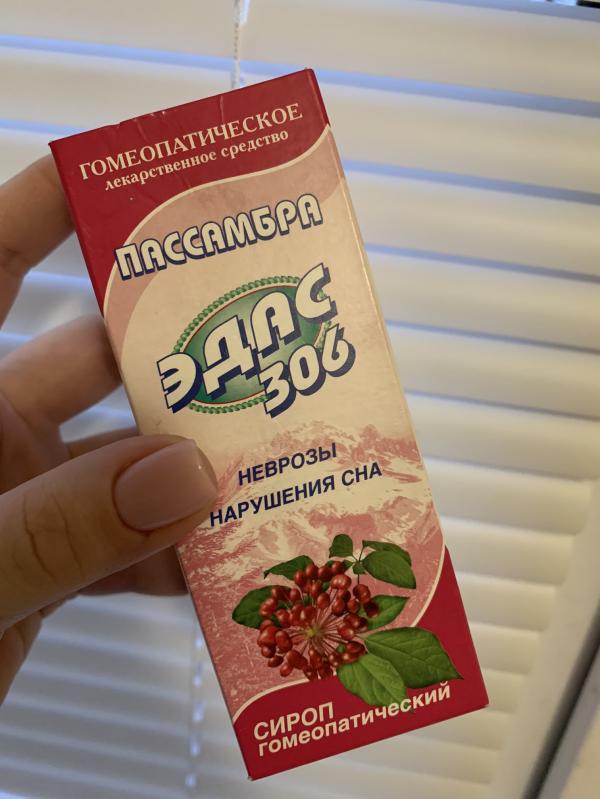 ГОМЕОПАТИЧЕСКОЕ
лекарственное средство
ПАССАМБРА
ЭДАС
306
НЕВРОЗЫ
НАРУШЕНИЯ СНА
СИРОП
гомеопатический